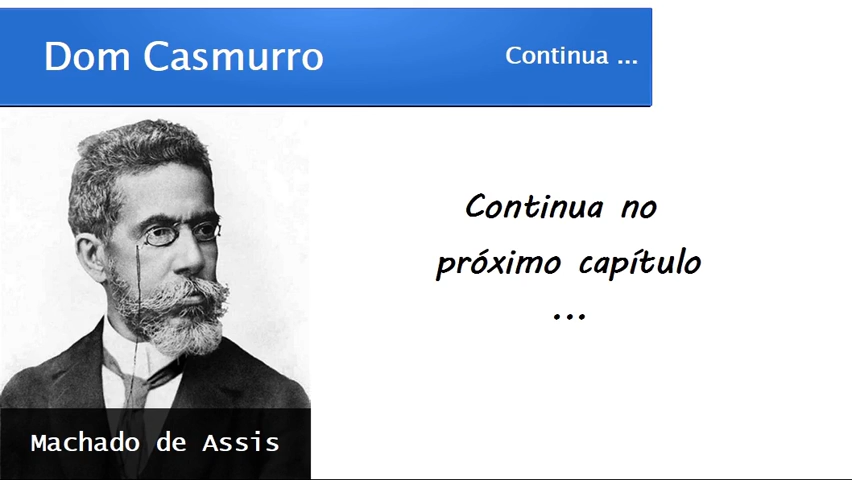 Dom Casmurro
Continua ...
Continua no
próximo capítulo
...
Machado de Assis